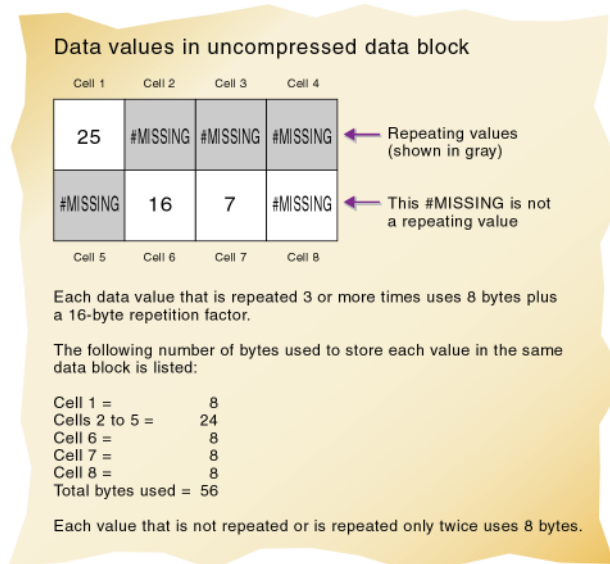 Data values in uncompressed data block
Cell 1 Cell 2 Cell 3 Cell 4
25 #MISSING #MISSING #MISSING
Repeating values
(shown in gray)
#MISSING 16 7 #MISSING
This #MISSING is not
a repeating value
Cell 5 Cell 6 Cell 7 Cell 8
Each data value that is repeated 3 or more times uses 8 bytes plus
a 16-byte repetition factor.
The following number of bytes used to store each value in the same
data block is listed:
Cell 1 = 8
Cells 2 to 5 = 24
Cell 6 = 8
Cell 7 = 8
Cell 8 = 8
Total bytes used = 56
Each value that is not repeated or is repeated only twice uses 8 bytes.